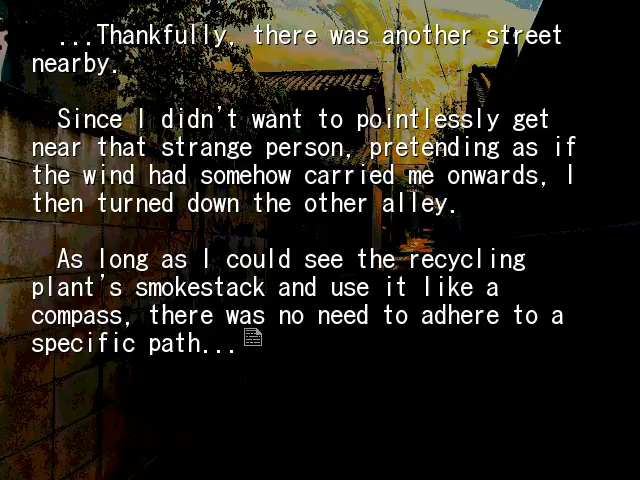 ...Thankfully, there was another street
nearby.
Since I didn't want to pointlessly get
near that strange person, pretending as if
the wind had somehow carried me onwards, I
then turned down the other alley.
As long as I could see the recycling
plant's smokestack and use it like a
compass, there was no need to adhere to a
specific path...